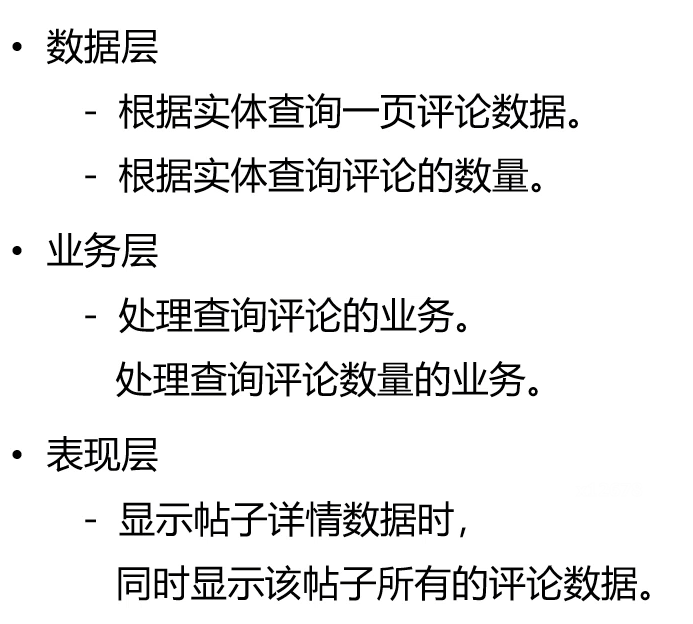 • 数据层
- 根据实体查询一页评论数据。
- 根据实体查询评论的数量。
• 业务层
- 处理查询评论的业务。
处理查询评论数量的业务。
• 表现层
- 显示帖子详情数据时，
同时显示该帖子所有的评论数据。